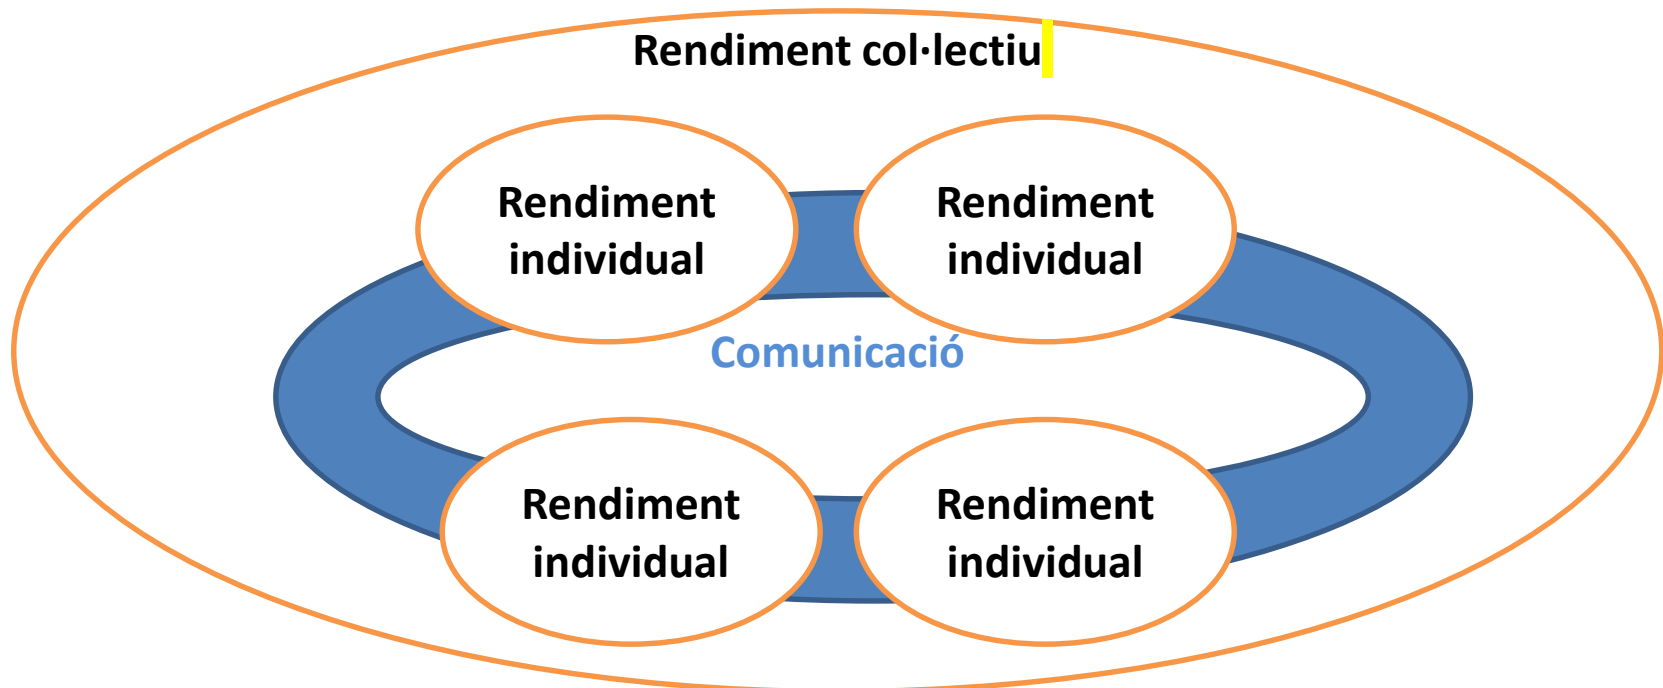 Rendiment col·lectiu
Rendiment
individual
Rendiment
individual
Comunicació
Rendiment
individual
Rendiment
individual